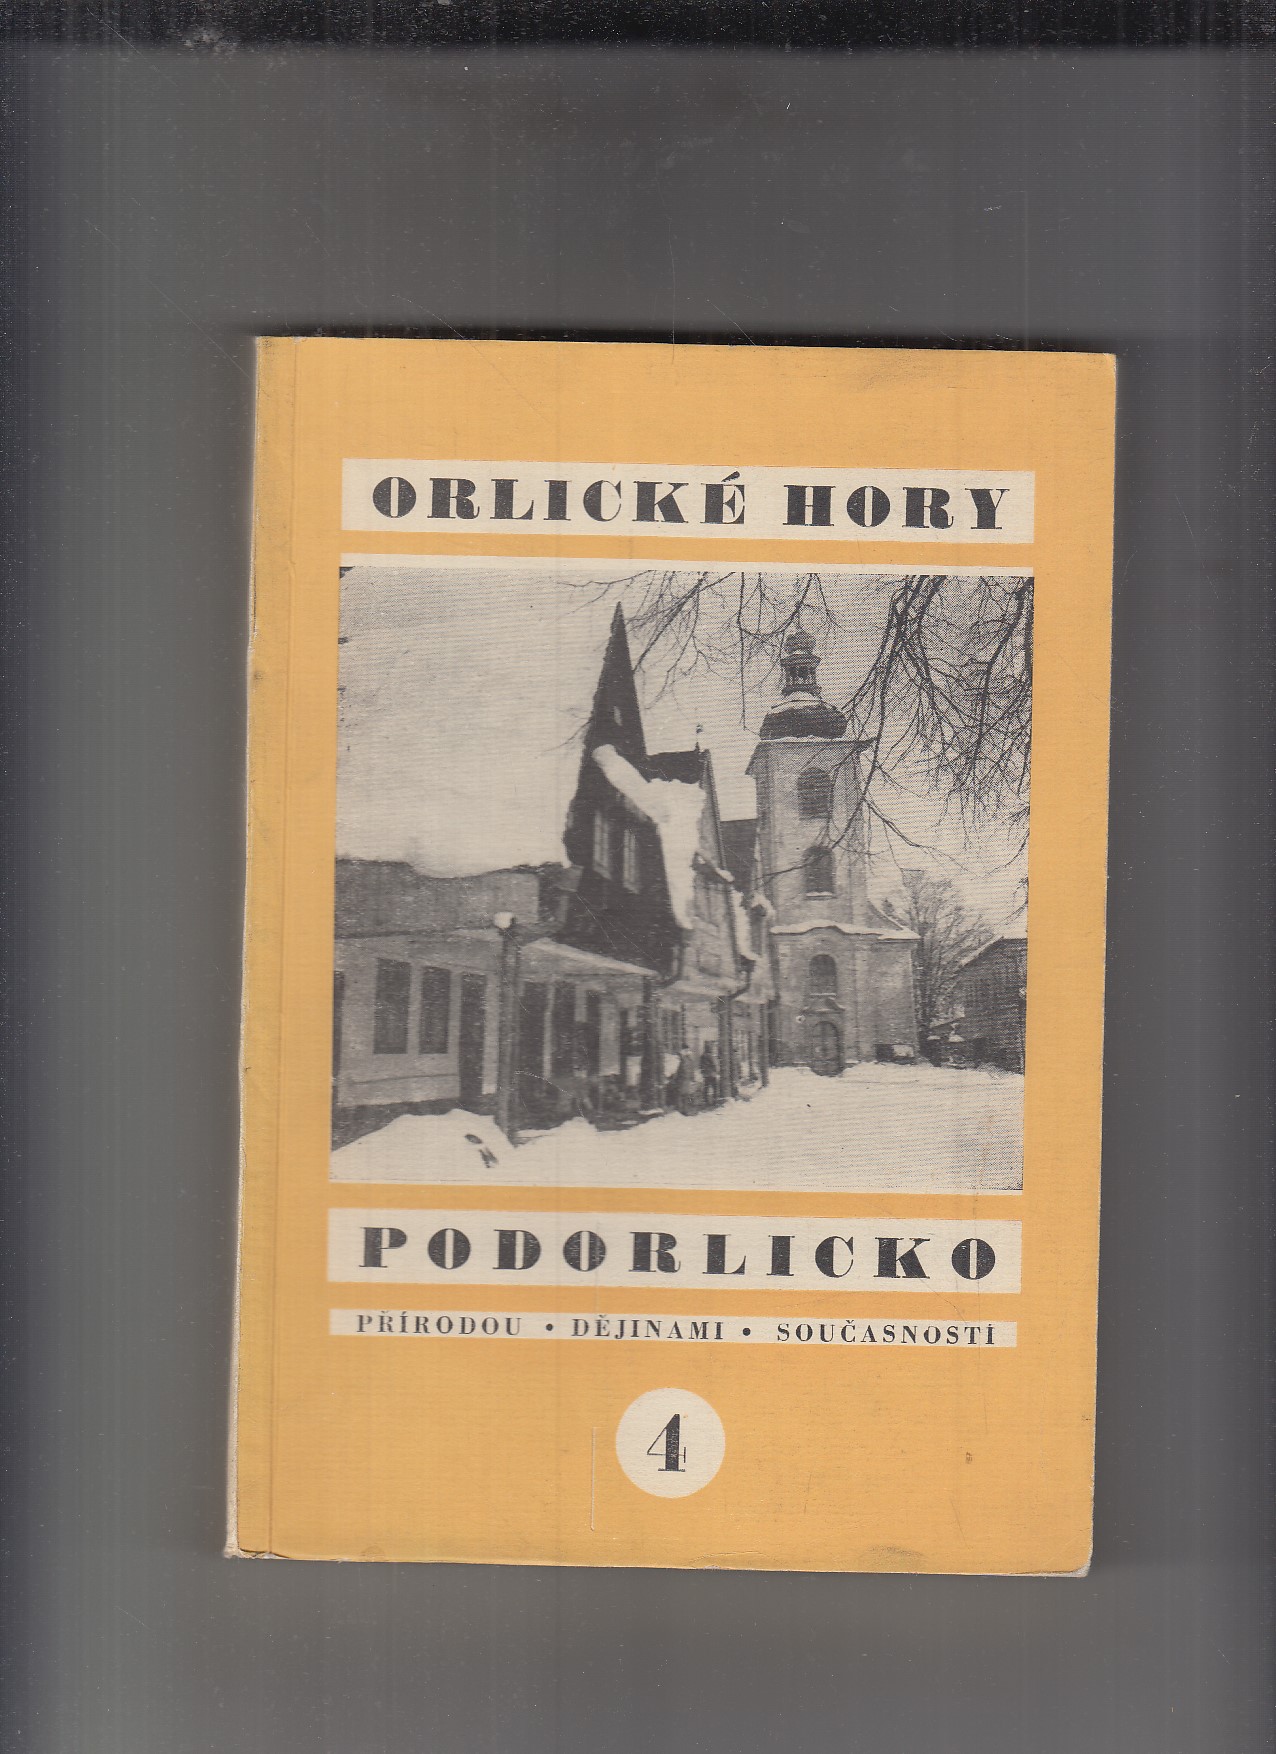 ORLICKÉ HORY
PODORLICKO
PŘÍRODOU • DĚJINAMI • SOUČASNOSTÍ
4